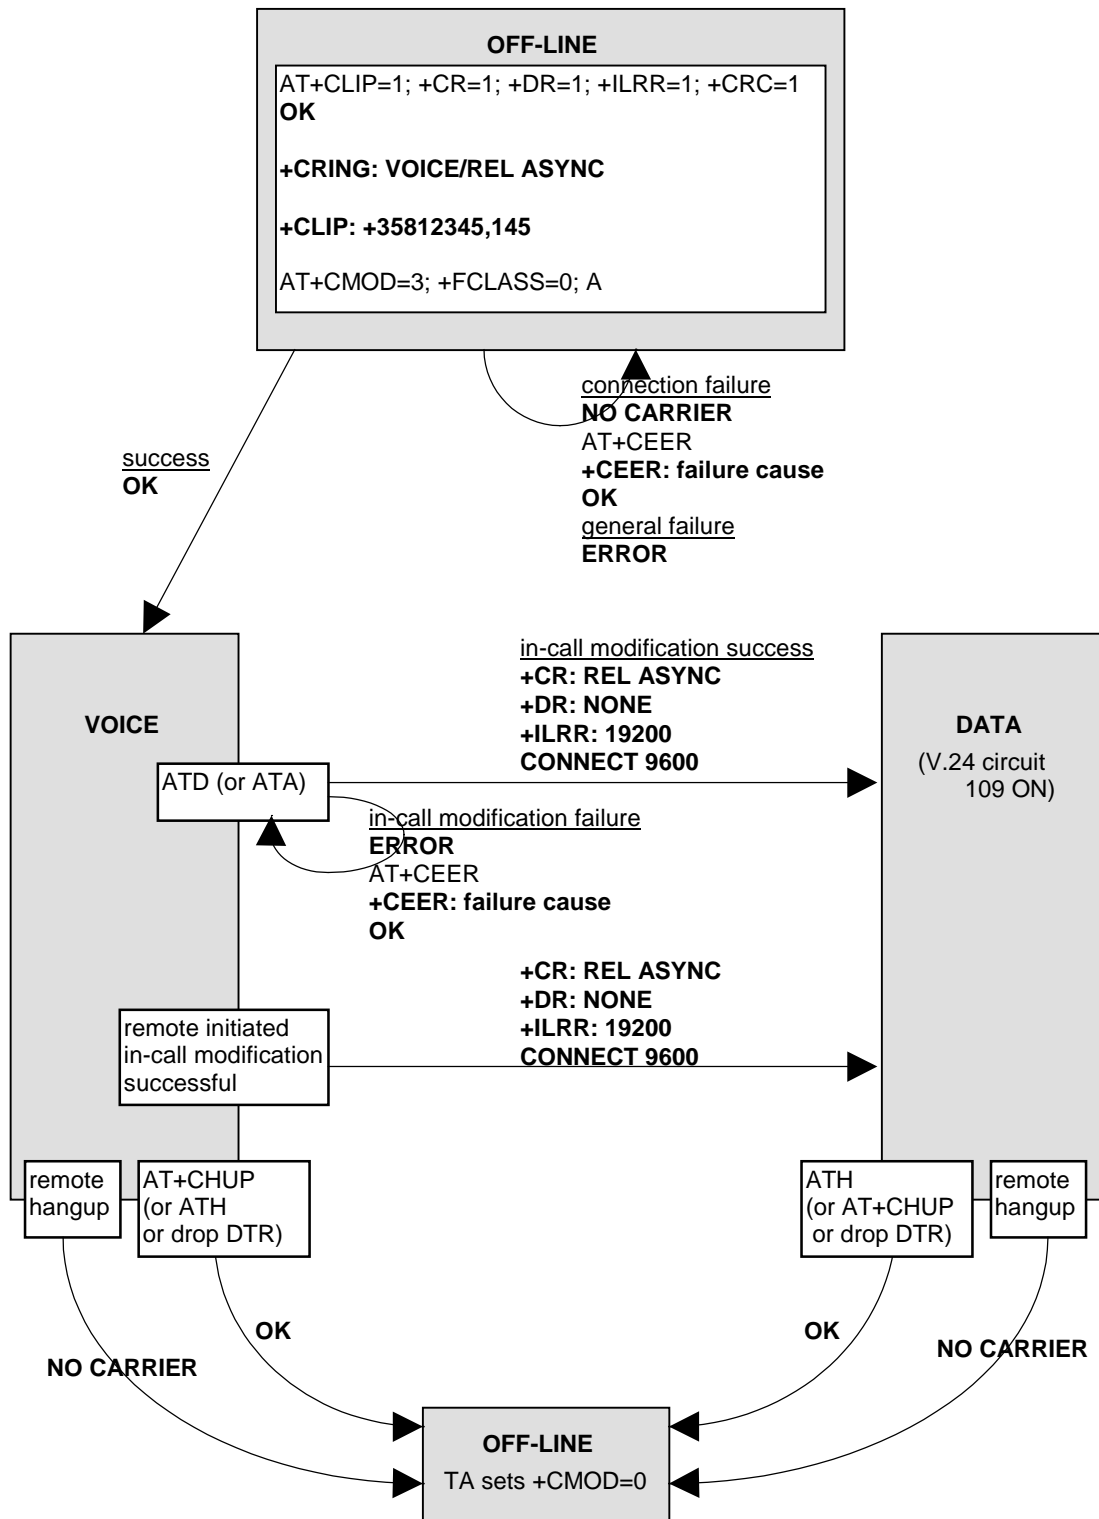 OFF-LINE
AT+CLIP=1; +CR=1; +DR=1; +ILRR=1; +CRC=1
OK
+CRING: VOICE/REL ASYNC
+CLIP: +35812345,145
AT+CMOD=3; +FCLASS=0; A
connection failure
NO CARRIER
AT+CEER
+CEER: failure cause
OK
general failure
ERROR
success
OK
in-call modification success
+CR: REL ASYNC
+DR: NONE
+ILRR: 19200
CONNECT 9600
VOICE
DATA
(V.24 circuit
109 ON)
ATD (or ATA)
in-call modification failure
ERROR
AT+CEER
+CEER: failure cause
OK
+CR: REL ASYNC
+DR: NONE
+ILRR: 19200
CONNECT 9600
remote initiated
in-call modification
successful
remote
hangup
AT+CHUP
(or ATH
or drop DTR)
ATH
(or AT+CHUP
or drop DTR)
remote
hangup
OK
NO CARRIER
OK
NO CARRIER
OFF-LINE
TA sets +CMOD=0